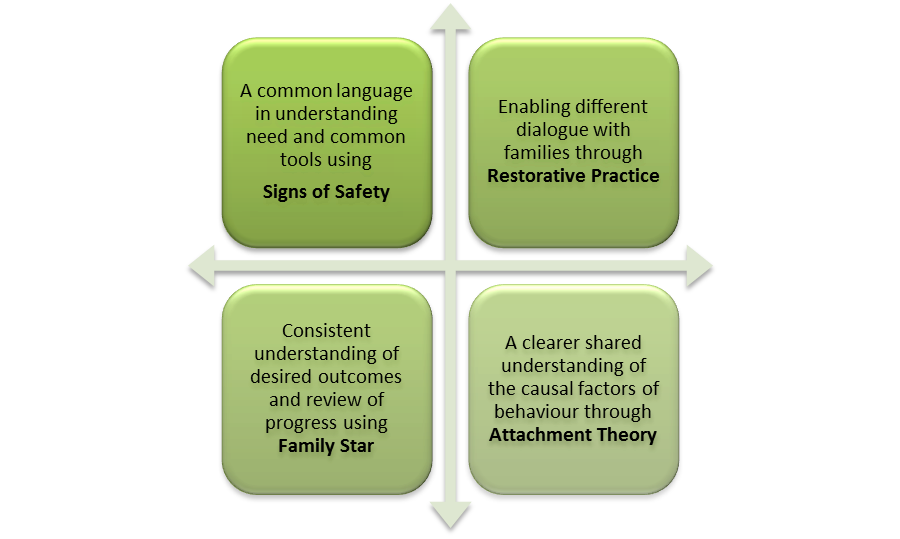 A common language
in understanding
need and common
tools using
Signs of Safety
Enabling different
dialogue with
families through
Restorative Practice
Consistent
understanding of
desired outcomes
and review of
progress using
Family Star
A clearer shared
understanding of
the causal factors of
behaviour through
Attachment Theory